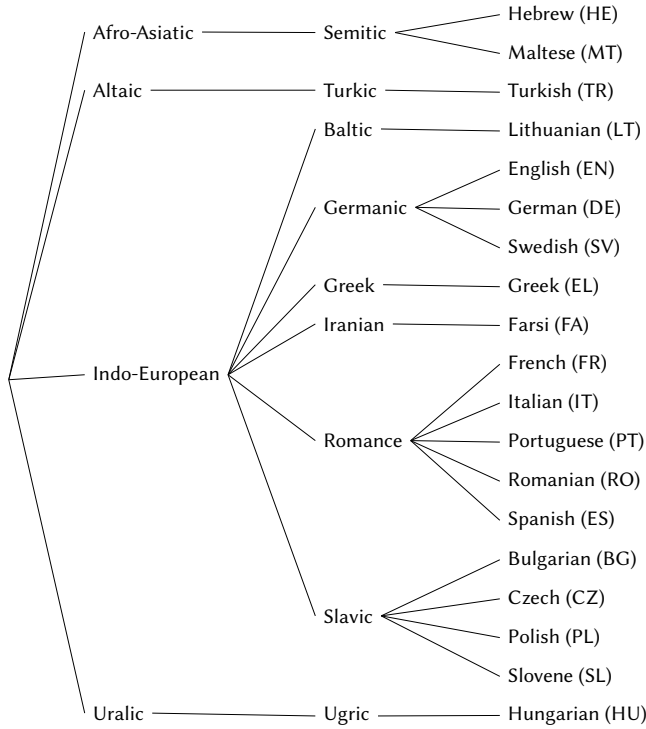 Afro-Asiatic
Semitic
Hebrew (HE)
Maltese (MT)
Altaic
Turkic
Turkish (TR)
Indo-European
Baltic
Lithuanian (LT)
Germanic
English (EN)
German (DE)
Swedish (SV)
Greek
Greek (EL)
Iranian
Farsi (FA)
Romance
French (FR)
Italian (IT)
Portuguese (PT)
Romanian (RO)
Spanish (ES)
Slavic
Bulgarian (BG)
Czech (CZ)
Polish (PL)
Slovene (SL)
Uralic
Ugric
Hungarian (HU)